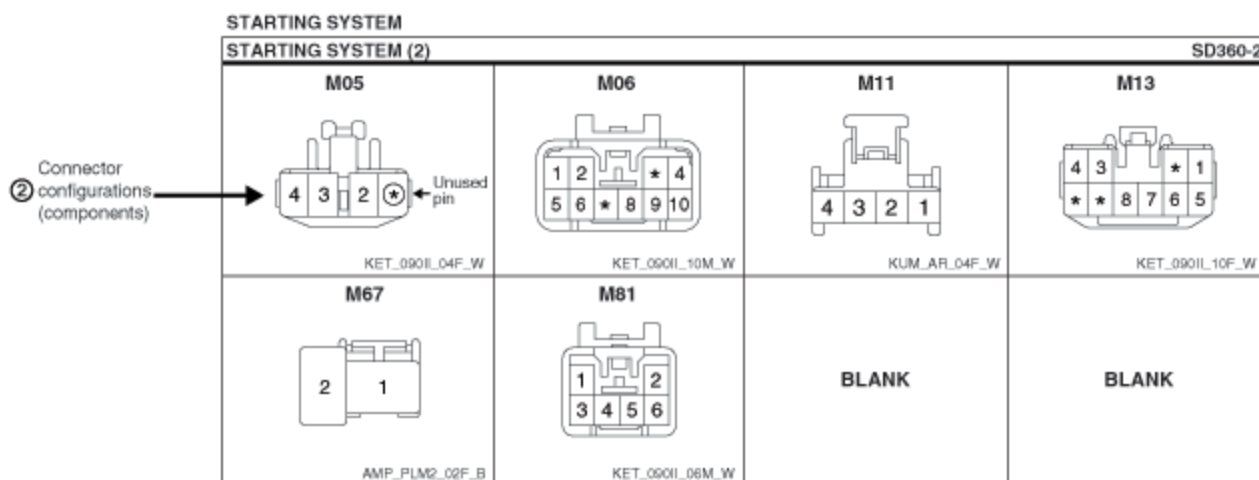 STARTING SYSTEM
STARTING SYSTEM (2) SD360-2
M05 M06 M11 M13
② Connector
configurations
(components)
4 3 2 * Unused
pin
1 2 * 4
5 6 * 8 9 10
4 3 2 1
4 3 * 1
* * 8 7 6 5
KET_090II_04F_W KET_090II_10M_W KUM_AR_04F_W KET_090II_10F_W
M67 M81
2 1
1 2
3 4 5 6
BLANK BLANK
AMP_PLM2_02F_B KET_090II_06M_W